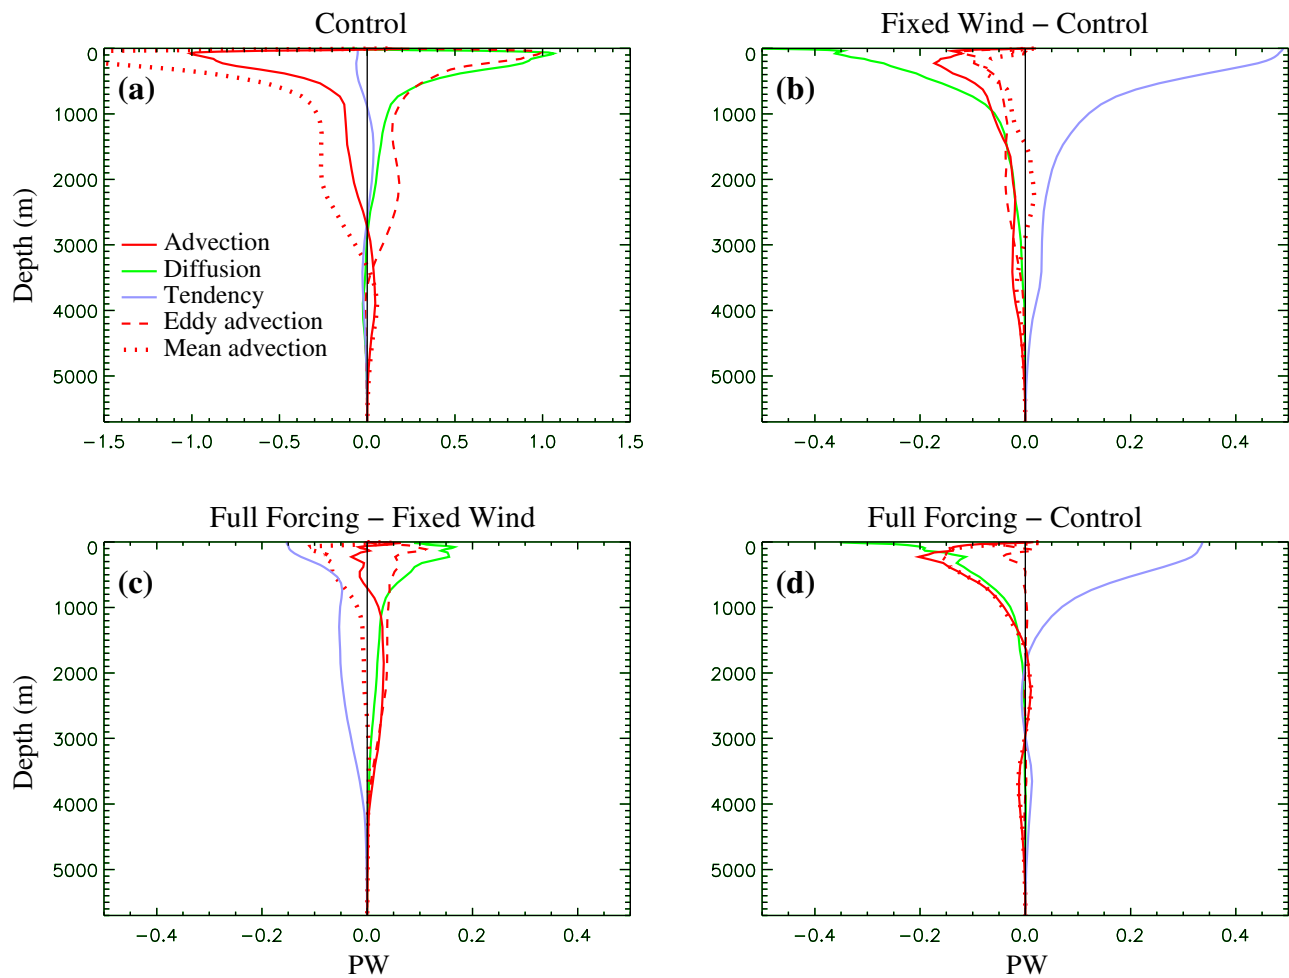 Control
Fixed Wind − Control
0
1000
2000
3000
4000
5000
Depth (m)
(a)
Advection
Diffusion
Tendency
Eddy advection
Mean advection
−1.5 −1.0 −0.5 0.0 0.5 1.0 1.5
0
1000
2000
3000
4000
5000
(b)
−0.4 −0.2 0.0 0.2 0.4
Full Forcing − Fixed Wind
Full Forcing − Control
0
1000
2000
3000
4000
5000
Depth (m)
(c)
−0.4 −0.2 0.0 0.2 0.4
PW
0
1000
2000
3000
4000
5000
(d)
−0.4 −0.2 0.0 0.2 0.4
PW